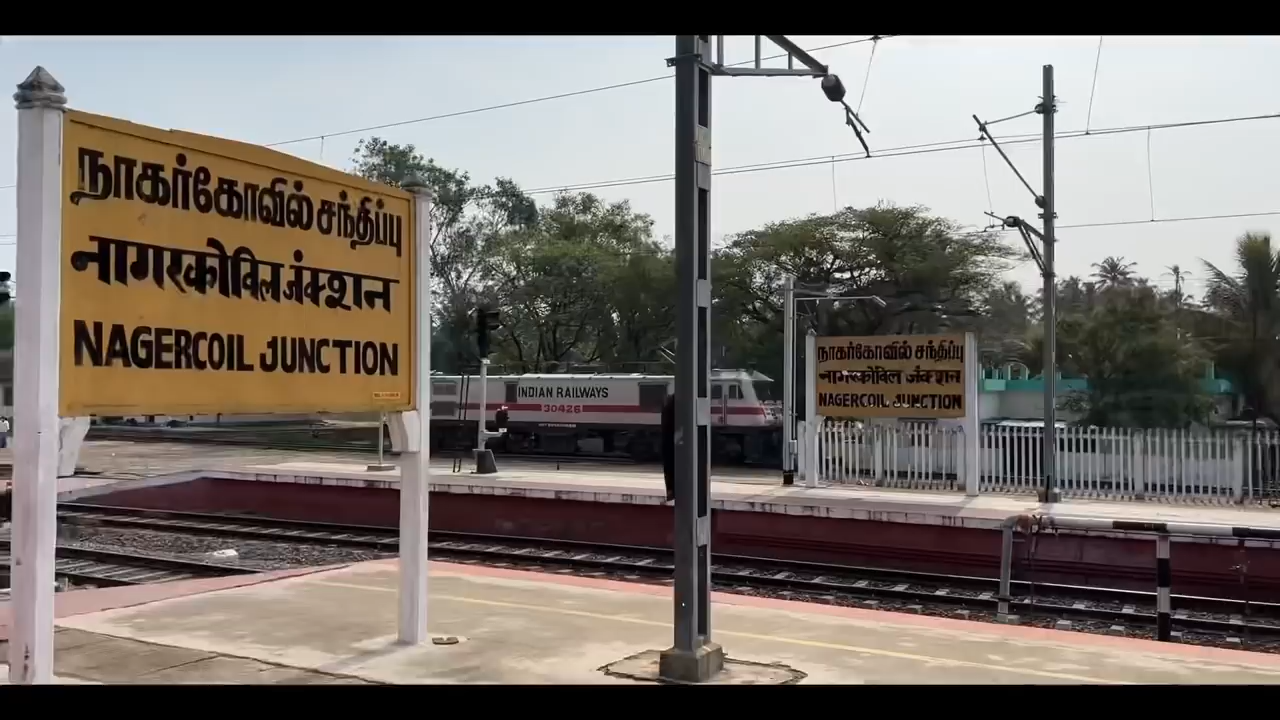 நாகர்கோவில் சந்திப்பு
नागरकोविल जंक्शन
NAGERCOIL JUNCTION
INDIAN RAILWAYS
30426
நாகர்கோவில் சந்திப்பு
नागरकोविल जंक्शन
NAGERCOIL JUNCTION